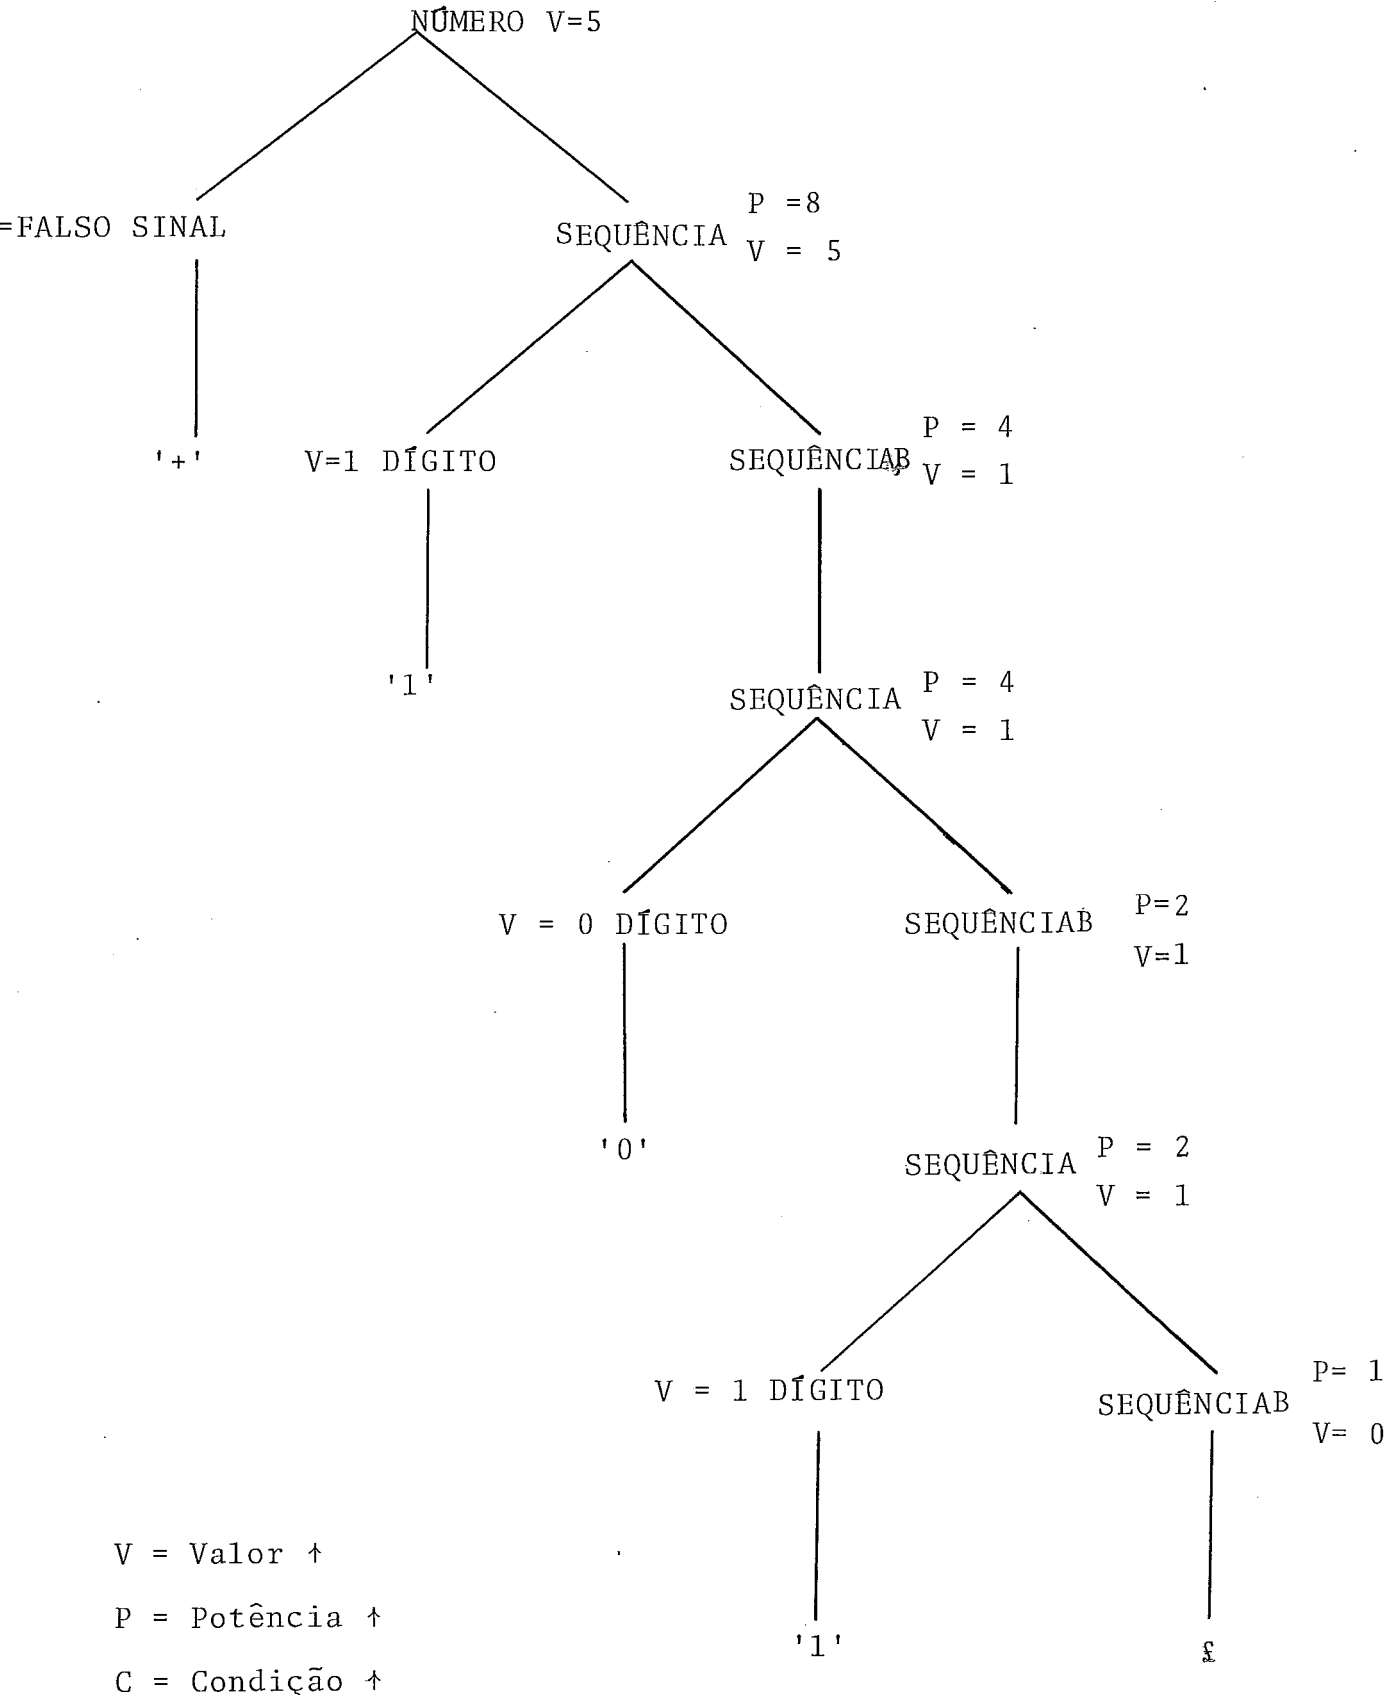 NÚMERO V=5
P =8
=FALSO SINAL
SEQUÊNCIA
V = 5
P = 4
'+'
V=1 DÍGITO
SEQUÊNCIAB
V = 1
'1'
P = 4
SEQUÊNCIA
V = 1
P=2
V = 0 DÍGITO
SEQUÊNCIAB
V=1
'0'
P = 2
SEQUÊNCIA
V = 1
P= 1
V = 1 DÍGITO
SEQUÊNCIAB
V= 0
V = Valor ↑
P = Potência ↑
'1'
£
C = Condição ↑